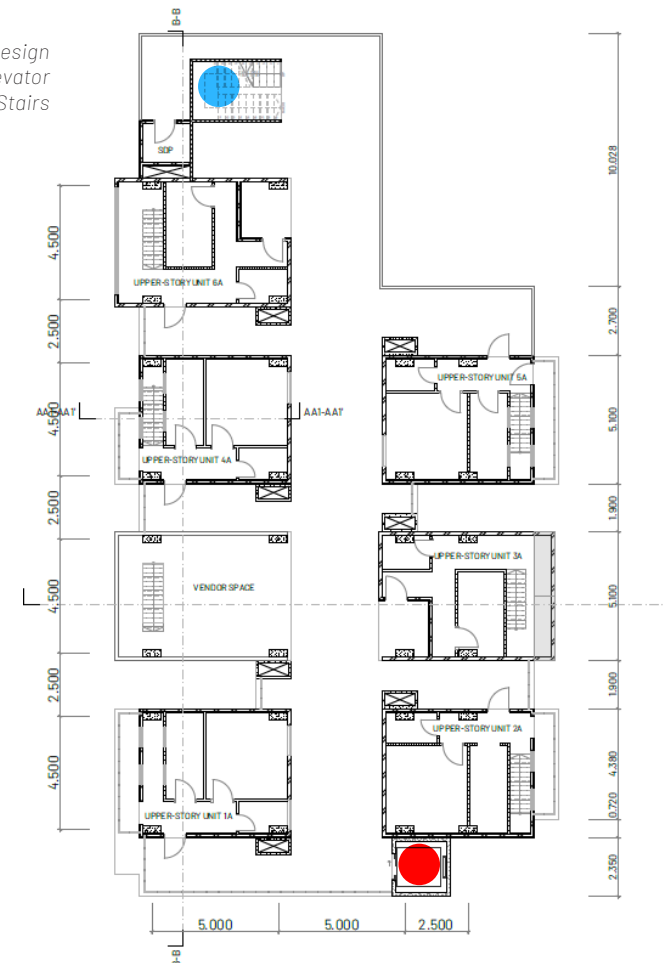 B-B
esign
evator
Stairs
SDP
10.028
4.500
UPPER-STORY UNIT 6A
2.500
2.700
UPPER-STORY UNIT 5A
AA1-AA1'
4.500
AA1-AA1'
5.100
UPPER-STORY UNIT 4A
2.500
1.900
UPPER-STORY UNIT 3A
VENDOR SPACE
4.500
5.100
2.500
1.900
UPPER-STORY UNIT 2A
4.500
4.380
UPPER-STORY UNIT 1A
0.720
2.350
5.000
5.000
2.500
B-B